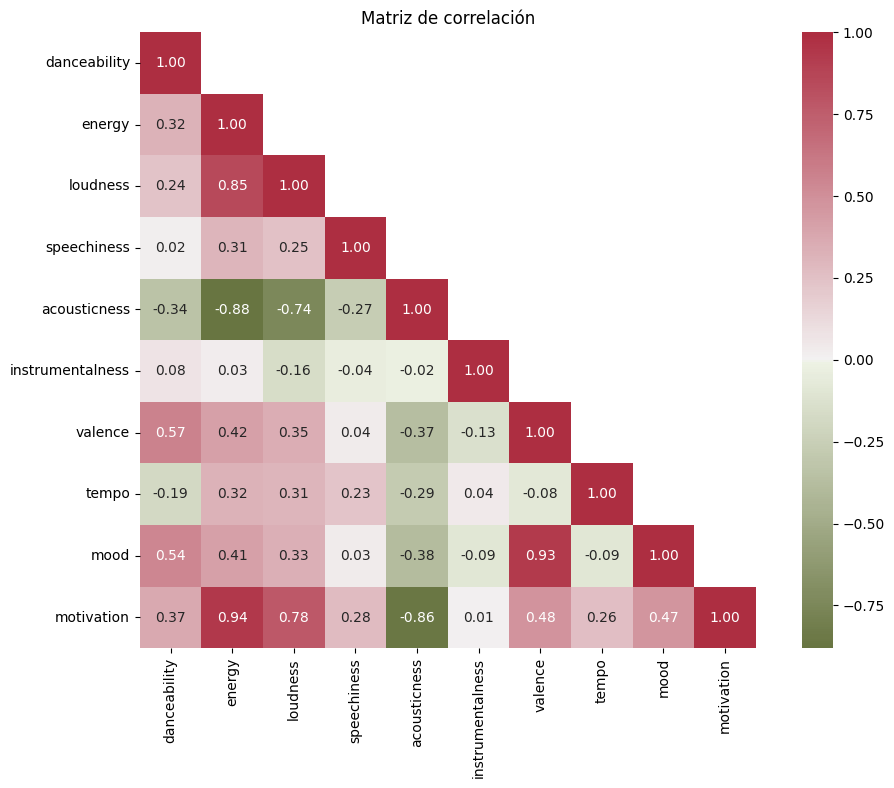 Matriz de correlación
danceability 1.00
energy 0.32 1.00
loudness 0.24 0.85 1.00
speechiness 0.02 0.31 0.25 1.00
acousticness -0.34 -0.88 -0.74 -0.27 1.00
instrumentalness 0.08 0.03 -0.16 -0.04 -0.02 1.00
valence 0.57 0.42 0.35 0.04 -0.37 -0.13 1.00
tempo -0.19 0.32 0.31 0.23 -0.29 0.04 -0.08 1.00
mood 0.54 0.41 0.33 0.03 -0.38 -0.09 0.93 -0.09 1.00
motivation 0.37 0.94 0.78 0.28 -0.86 0.01 0.48 0.26 0.47 1.00
danceability
energy
loudness
speechiness
acousticness
instrumentalness
valence
tempo
mood
motivation
1.00
0.75
0.50
0.25
0.00
−0.25
−0.50
−0.75